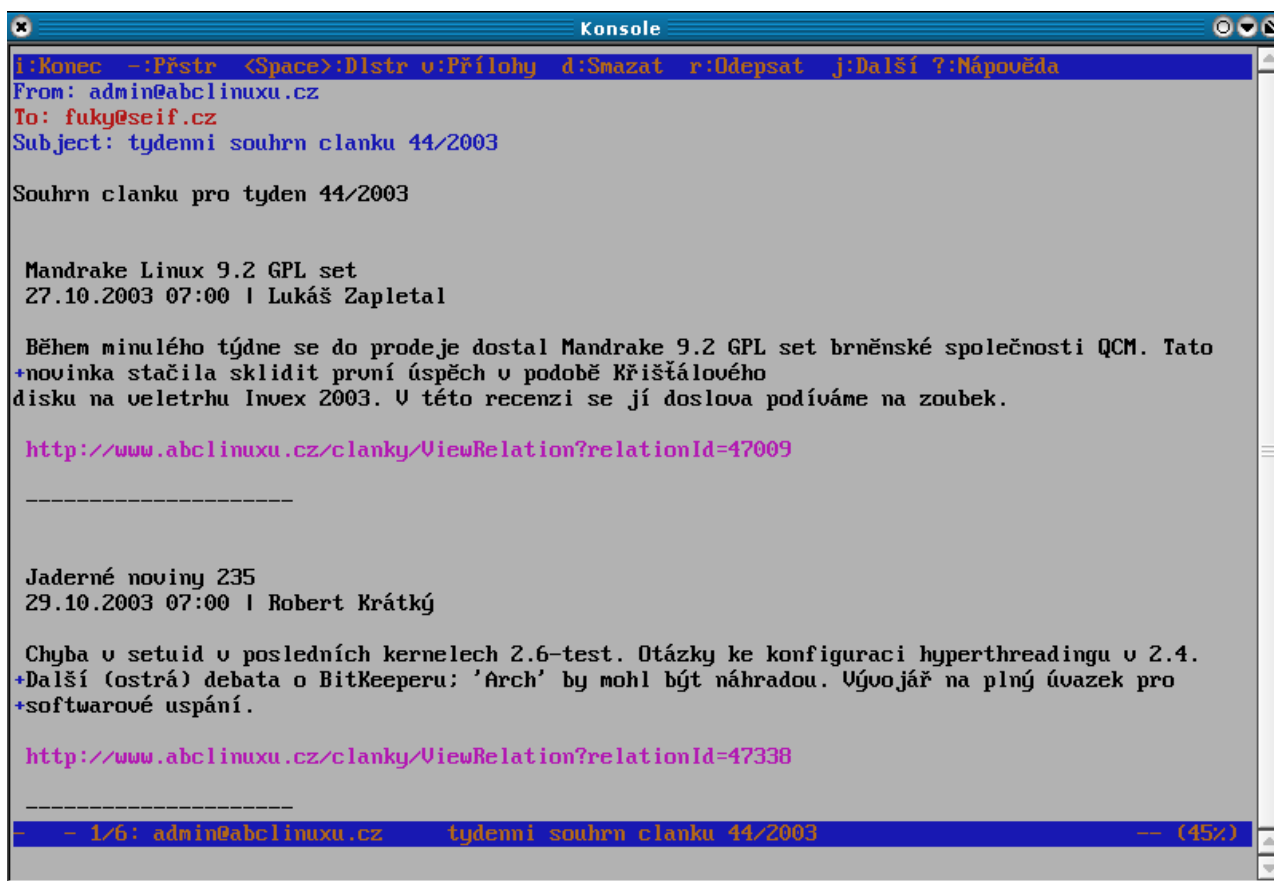 Konsole
i:Konec  -:Přstr  <Space>:Dlstr v:Přílohy  d:Smazat  r:Odepsat  j:Další ?:Nápověda
From: admin@abclinuxu.cz
To: fuky@seif.cz
Subject: tydenni souhrn clanku 44/2003
Souhrn clanku pro tyden 44/2003
Mandrake Linux 9.2 GPL set
27.10.2003 07:00 | Lukáš Zapletal
Během minulého týdne se do prodeje dostal Mandrake 9.2 GPL set brněnské společnosti QCM. Tato
+novinka stačila sklidit první úspěch v podobě Křišťálového
disku na veletrhu Invex 2003. V této recenzi se jí doslova podíváme na zoubek.
http://www.abclinuxu.cz/clanky/ViewRelation?relationId=47009
---------------------
Jaderné noviny 235
29.10.2003 07:00 | Robert Krátký
Chyba v setuid v posledních kernelech 2.6-test. Otázky ke konfiguraci hyperthreadingu v 2.4.
+Další (ostrá) debata o BitKeeperu; 'Arch' by mohl být náhradou. Vývojář na plný úvazek pro
+softwarové uspání.
http://www.abclinuxu.cz/clanky/ViewRelation?relationId=47338
---------------------
-   - 1/6: admin@abclinuxu.cz     tydenni souhrn clanku 44/2003     -- (45%)